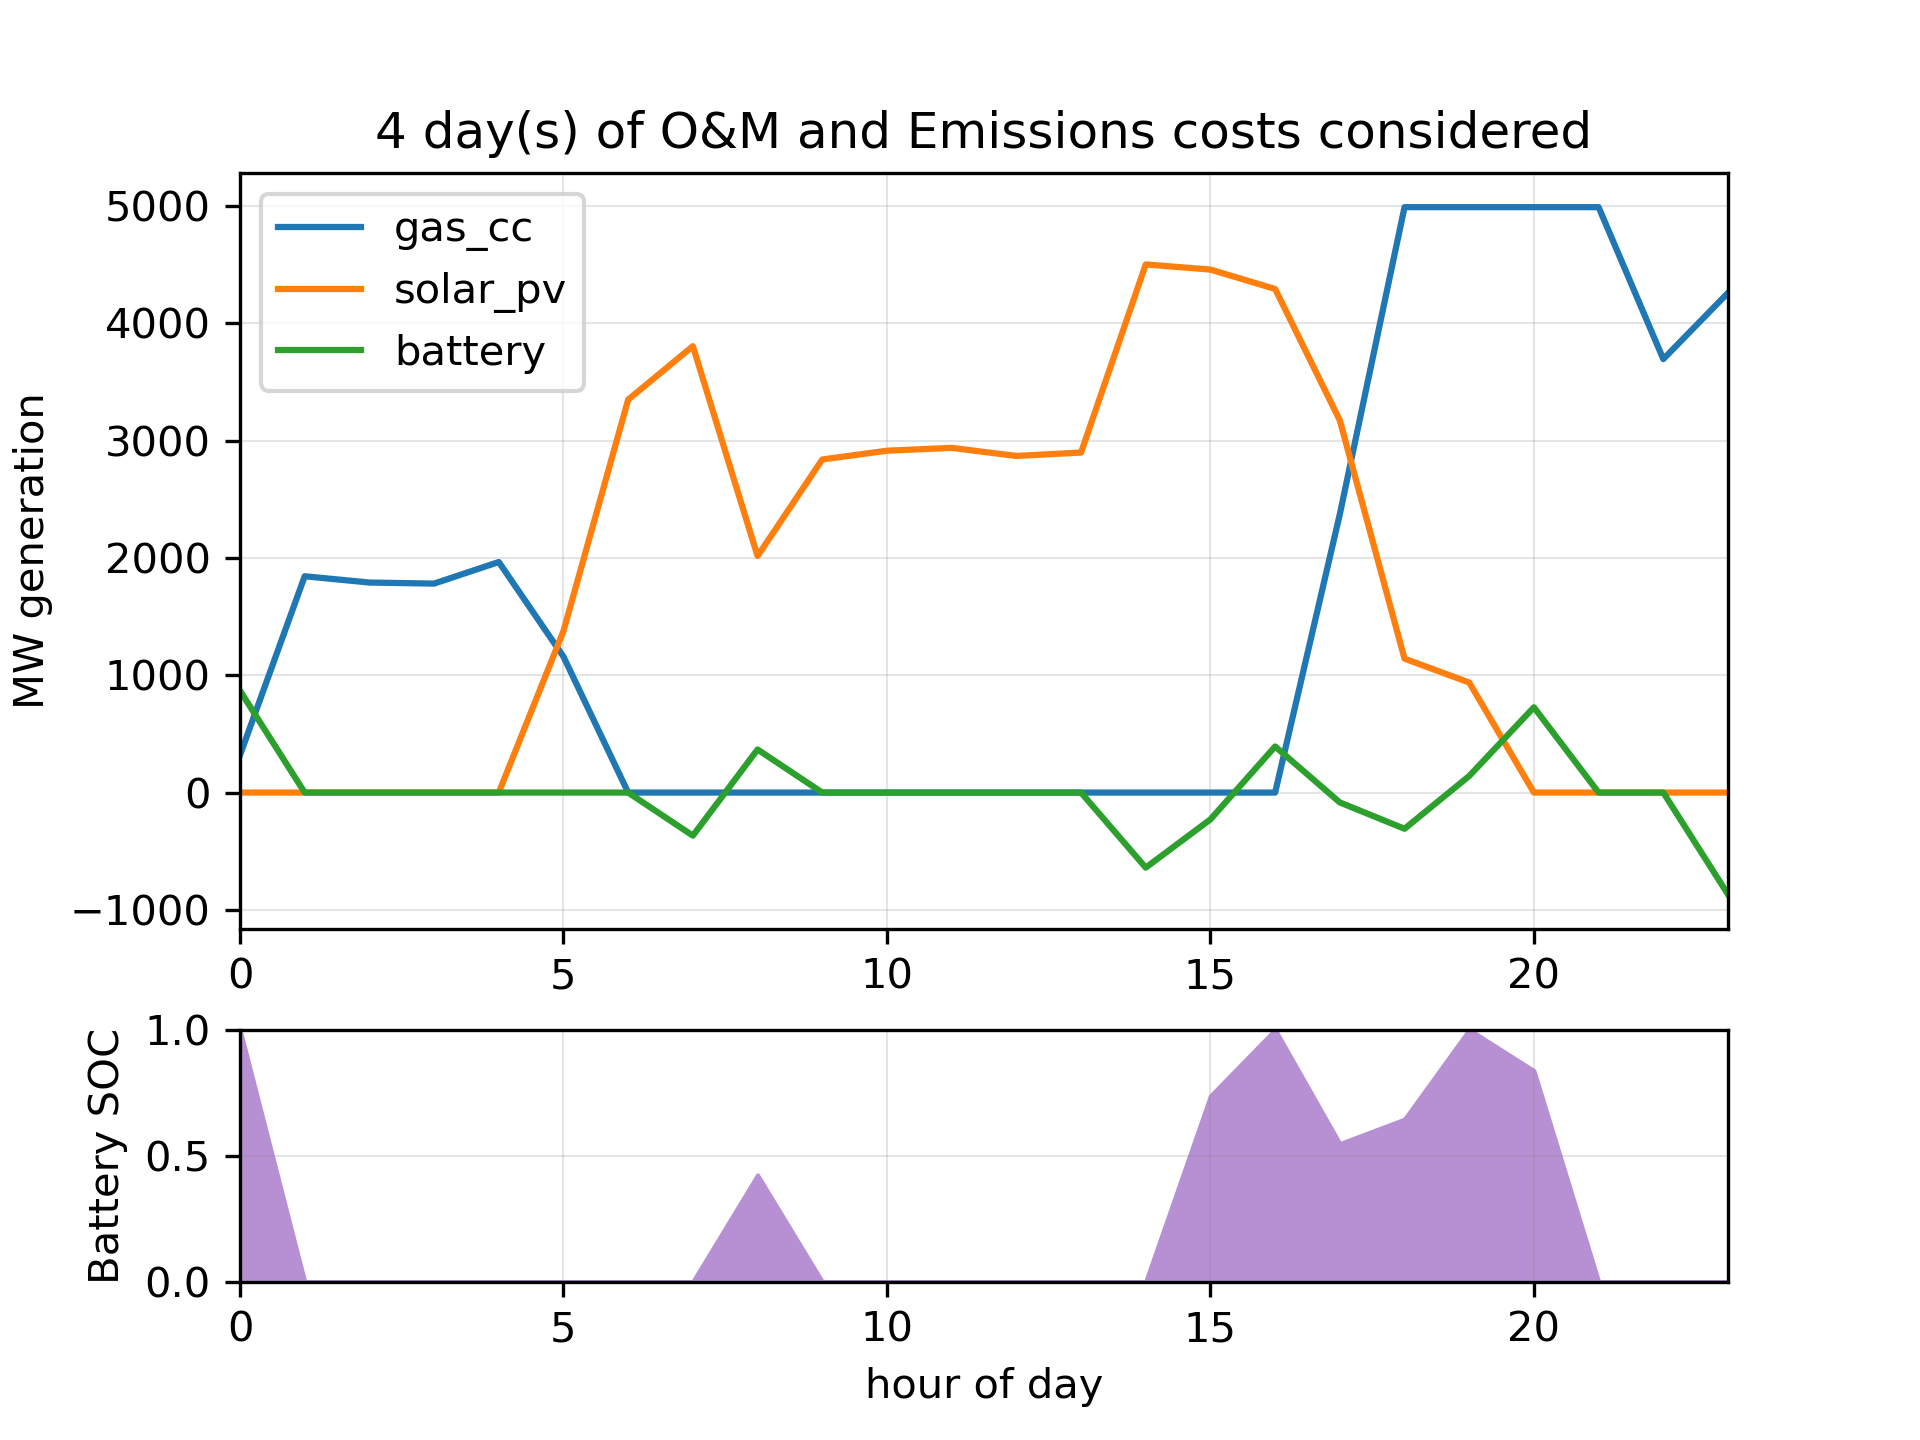 4 day(s) of O&M and Emissions costs considered
gas_cc
solar_pv
battery
MW generation
5000
4000
3000
2000
1000
0
−1000
0 5 10 15 20
Battery SOC
1.0
0.5
0.0
0 5 10 15 20
hour of day